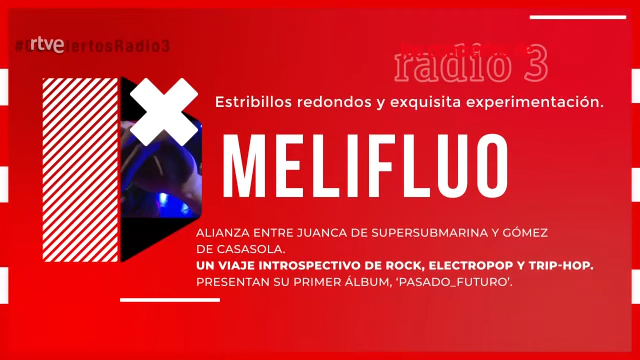 rtve
#ConciertosRadio3
radio 3
Estribillos redondos y exquisita experimentación.
MELIFLUO
ALIANZA ENTRE JUANCA DE SUPERSUBMARINA Y GÓMEZ
DE CASASOLA.
UN VIAJE INTROSPECTIVO DE ROCK, ELECTROPOP Y TRIP-HOP.
PRESENTAN SU PRIMER ÁLBUM, ‘PASADO_FUTURO’.